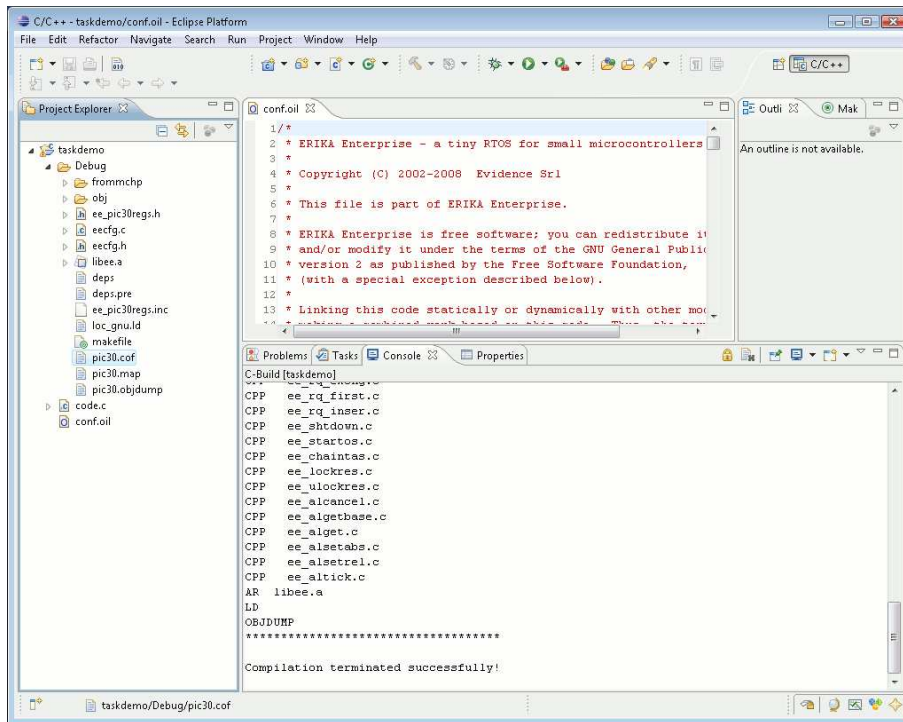 C/C++ - taskdemo/conf.oil - Eclipse Platform
File Edit Refactor Navigate Search Run Project Window Help
C/C++
Project Explorer
conf.oil
Outli
Mak
taskdemo
Debug
frommchp
obj
ee_pic30regs.h
eecfg.c
eecfg.h
libee.a
deps
deps.pre
ee_pic30regs.inc
loc_gnu.ld
makefile
pic30.cof
pic30.map
pic30.objdump
code.c
conf.oil
1 /*
2 * ERIKA Enterprise - a tiny RTOS for small microcontrollers
3 *
4 * Copyright (C) 2002-2008 Evidence Srl
5 *
6 * This file is part of ERIKA Enterprise.
7 *
8 * ERIKA Enterprise is free software; you can redistribute
9 * and/or modify it under the terms of the GNU General
10 * version 2 as published by the Free Software Foundation,
11 * (with a special exception described below).
12 *
13 * Linking this code statically or dynamically with other
An outline is not available.
Problems Tasks Console Properties
C-Build [taskdemo]
CPP ee_rq_first.c
CPP ee_rq_inser.c
CPP ee_shtdown.c
CPP ee_startos.c
CPP ee_chaintas.c
CPP ee_lockres.c
CPP ee_ulockres.c
CPP ee_alcancel.c
CPP ee_algetbase.c
CPP ee_alget.c
CPP ee_alsetabs.c
CPP ee_alsetrel.c
CPP ee_altick.c
AR libee.a
LD
OBJDUMP
************************************
Compilation terminated successfully!
taskdemo/Debug/pic30.cof